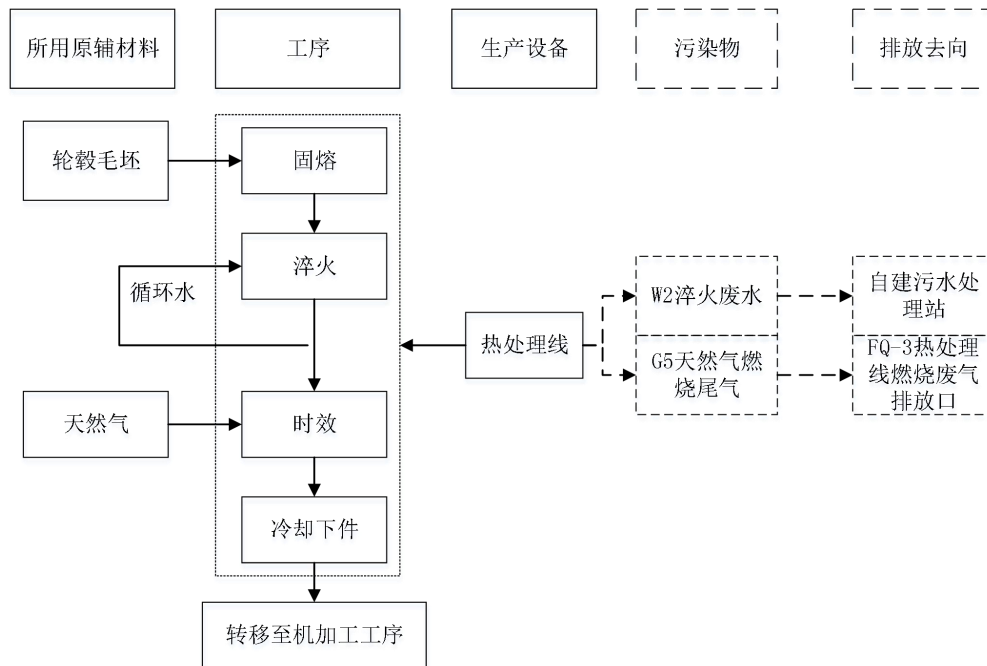 所用原辅材料
工序
生产设备
污染物
排放去向
轮毂毛坯
固熔
淬火
循环水
热处理线
W2淬火废水
自建污水处
理站
G5天然气燃
烧尾气
FQ-3热处理
线燃烧废气
排放口
天然气
时效
冷却下件
转移至机加工工序